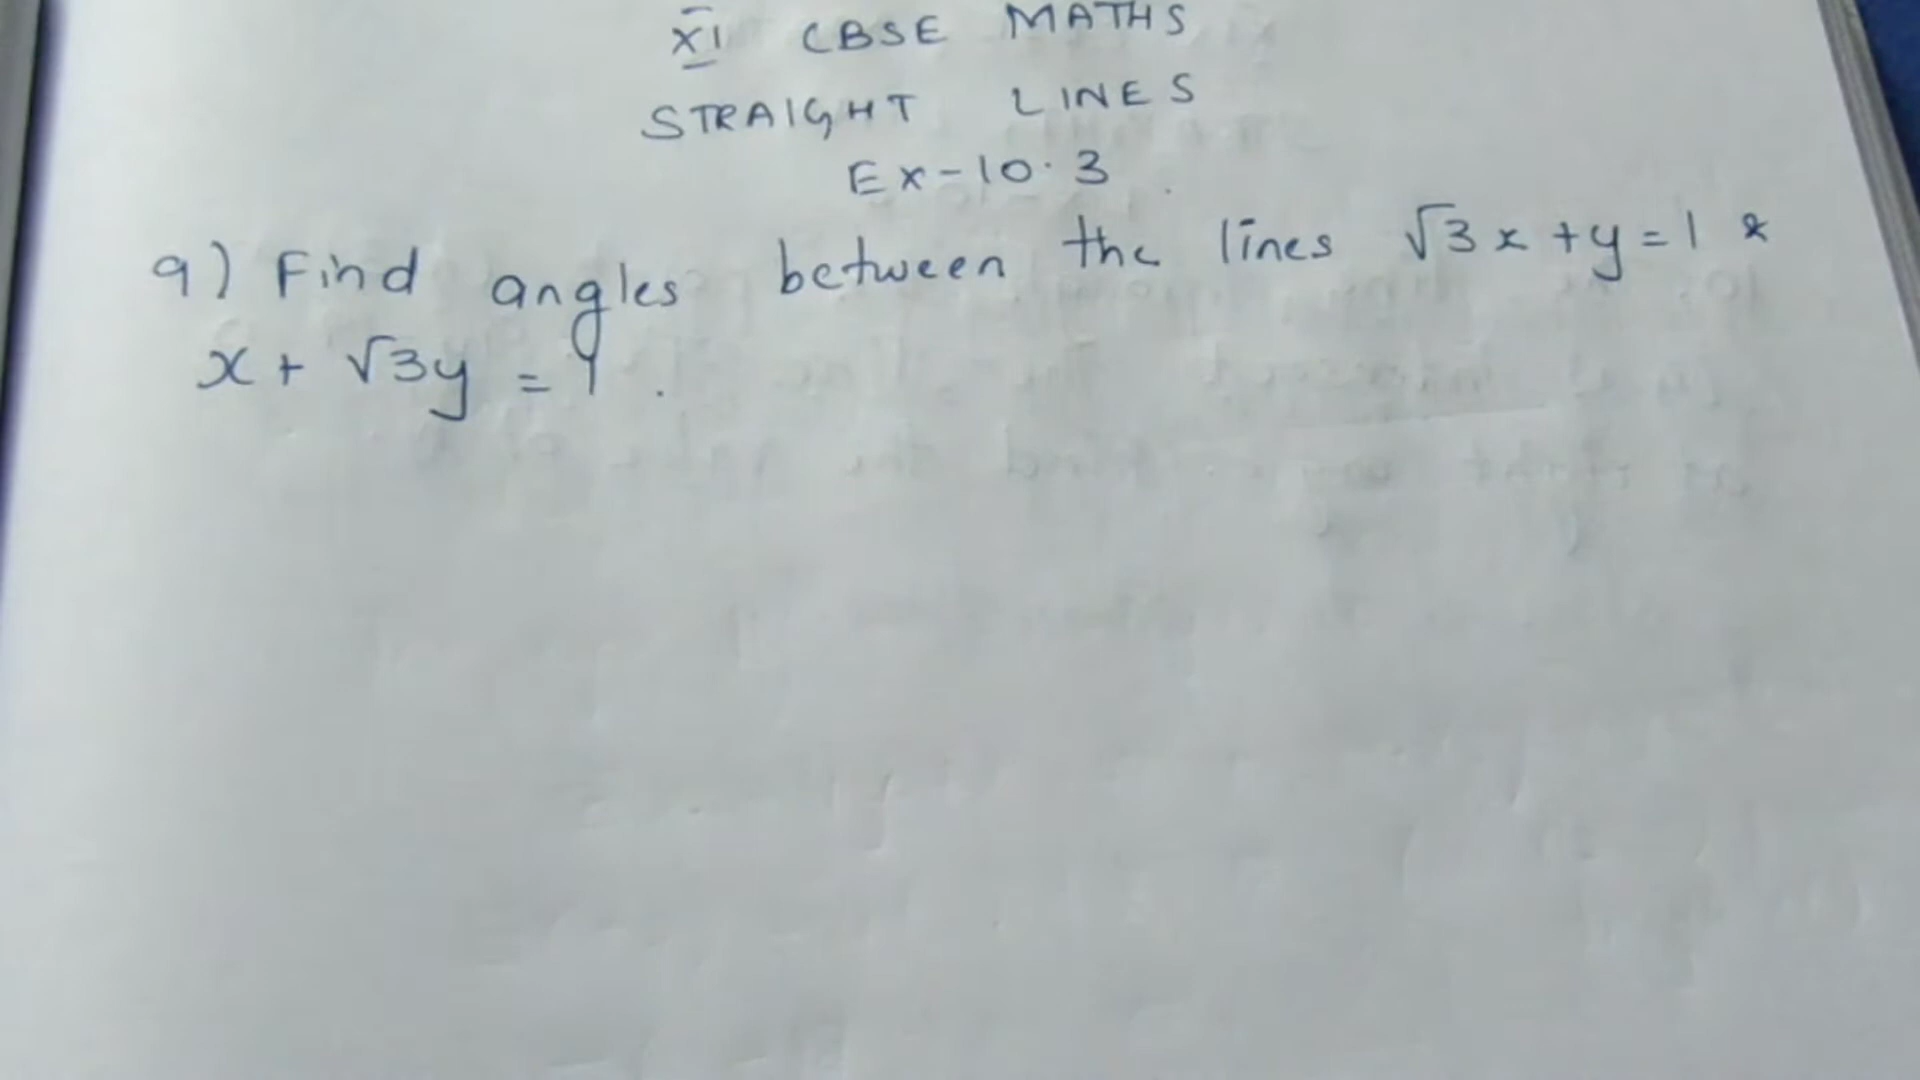 XI CBSE MATHS
STRAIGHT LINES
Ex-10.3
9) Find angles between the lines √3x+y=1 &
x+√3y=1.